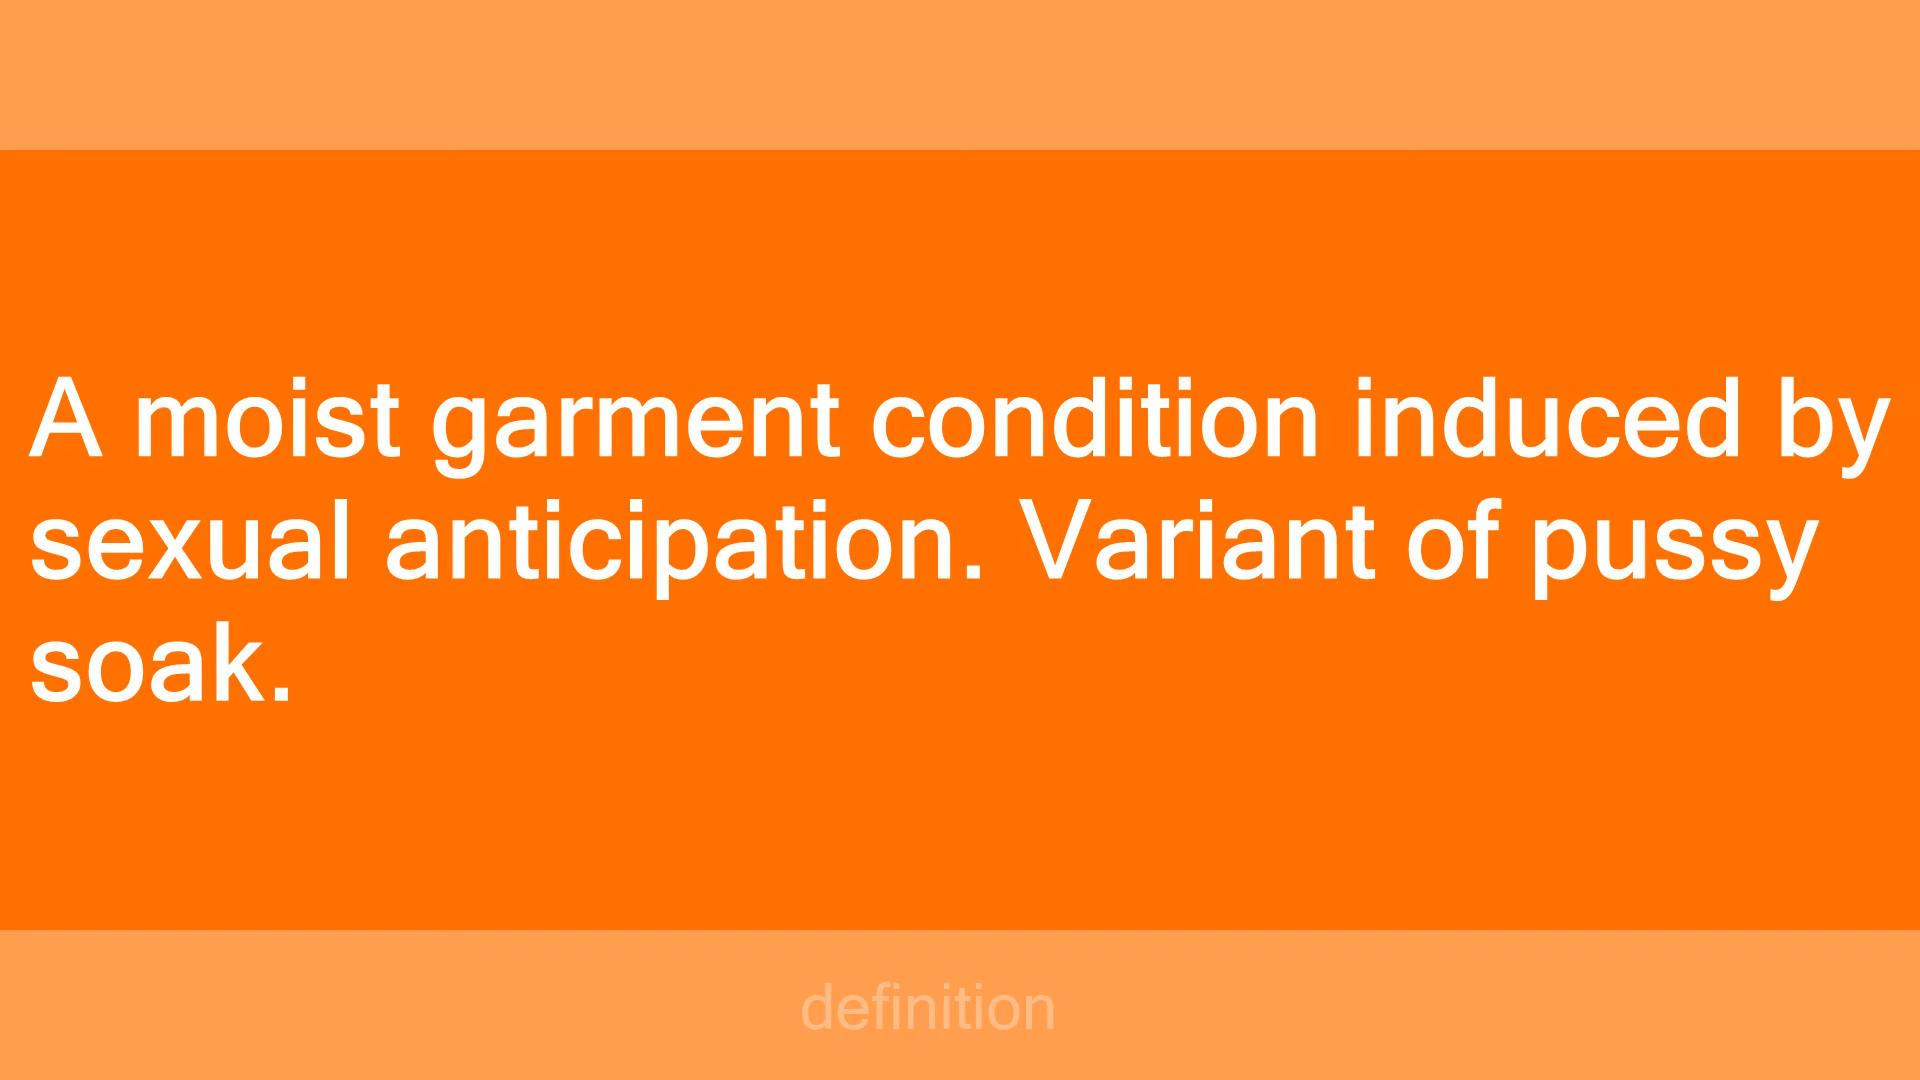 A moist garment condition induced by
sexual anticipation. Variant of pussy
soak.
definition